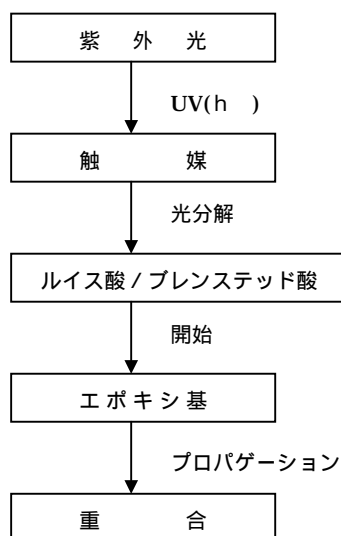 紫 外 光
UV(h )
触 媒
光分解
ルイス酸 / ブレンステッド酸
開始
エポキシ基
プロパゲーション
重 合